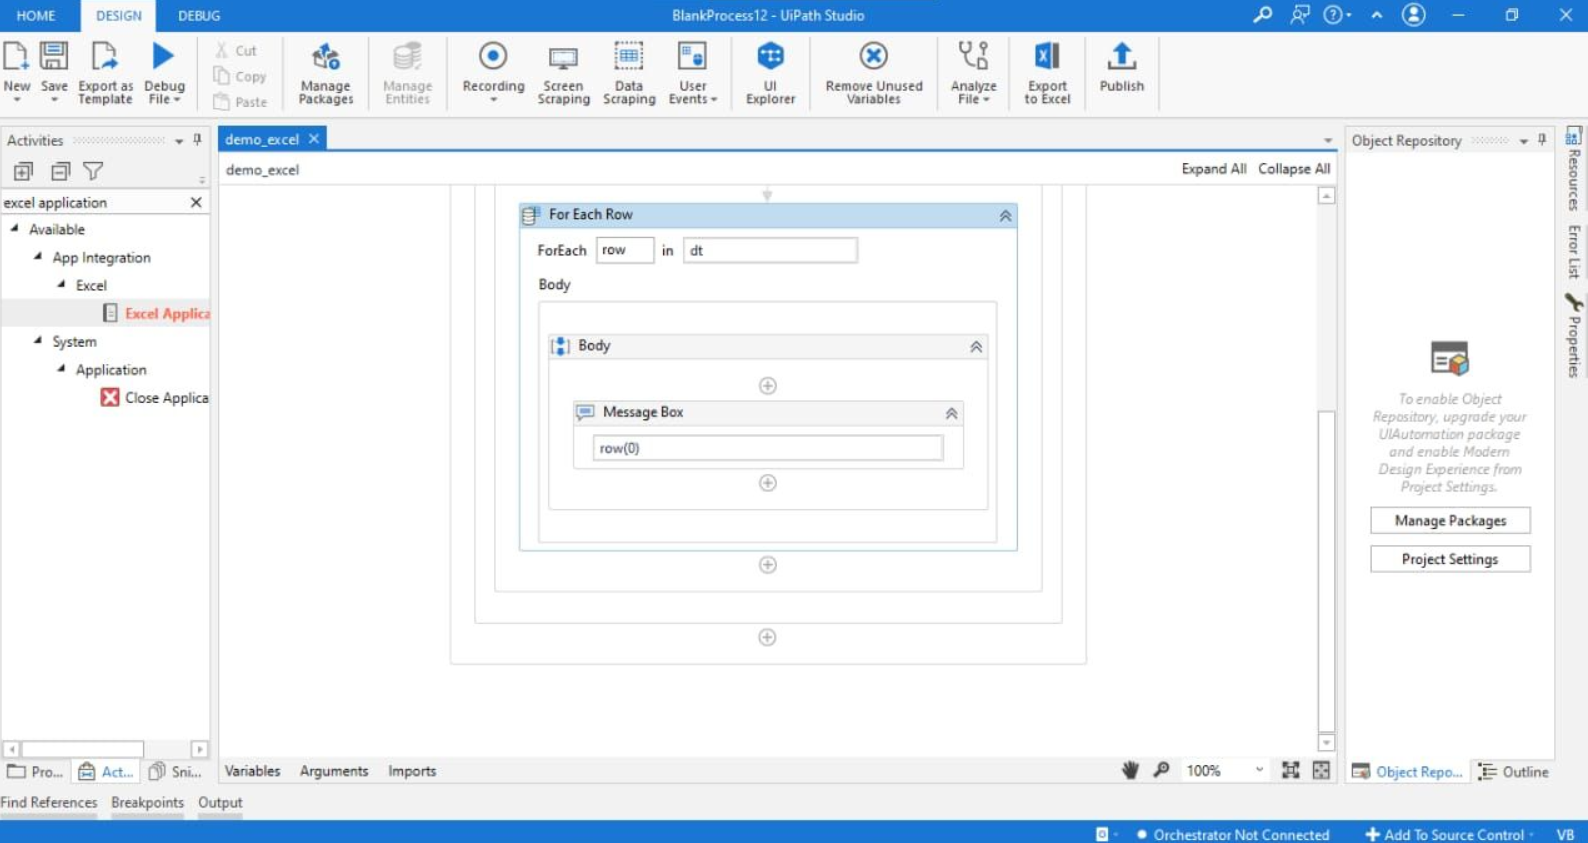 HOME DESIGN DEBUG BlankProcess12 - UiPath Studio
New Save Export as Template Debug File Cut Copy Paste Manage Packages Manage Entities Recording Screen Scraping Data Scraping User Events UI Explorer Remove Unused Variables Analyze File Export to Excel Publish
Activities
excel application
Available
App Integration
Excel
Excel Applica
System
Application
Close Applica
Pro... Act... Sni...
demo_excel
demo_excel Expand All Collapse All
For Each Row
ForEach row in dt
Body
Body
Message Box
row(0)
Variables Arguments Imports 100%
Object Repository
To enable Object
Repository, upgrade your
UIAutomation package
and enable Modern
Design Experience from
Project Settings.
Manage Packages
Project Settings
Object Repo... Outline
Resources
Error List
Properties
Find References Breakpoints Output
Orchestrator Not Connected Add To Source Control VB